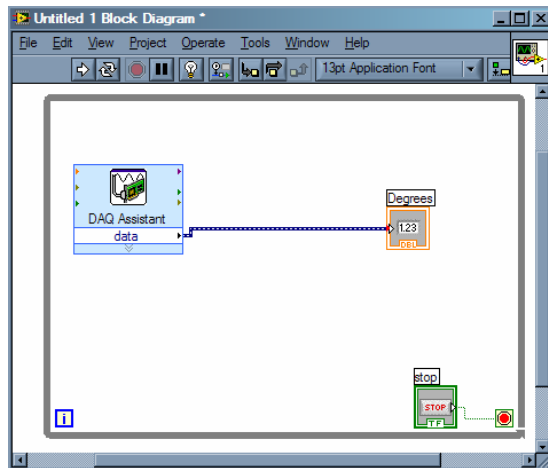 Untitled 1 Block Diagram *
File Edit View Project Operate Tools Window Help
13pt Application Font
1
DAQ Assistant
data
Degrees
1.23
DBL
stop
STOP
TF
i